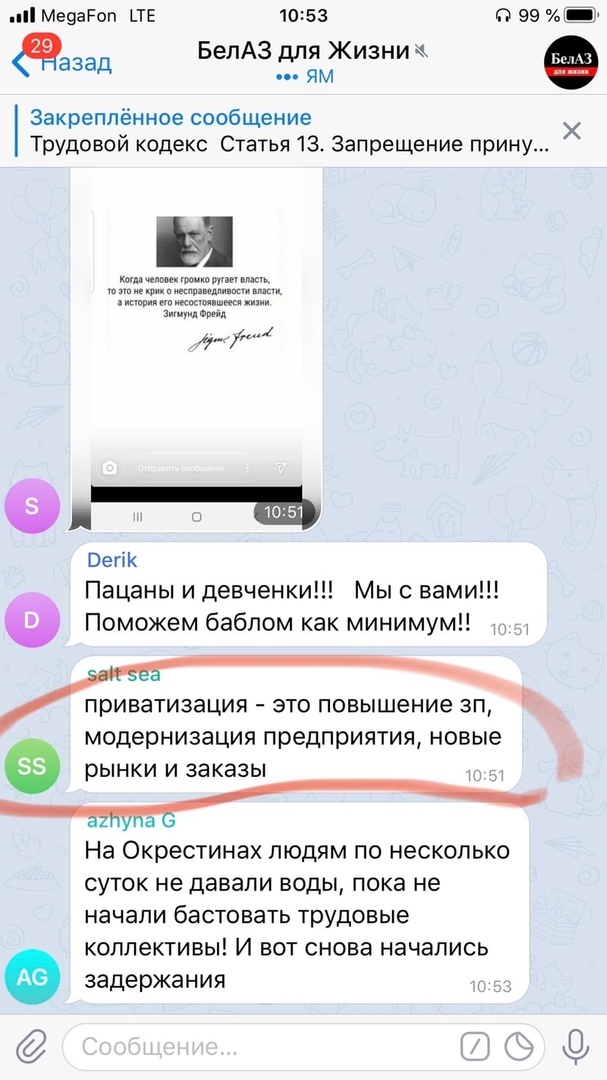 MegaFon LTE 10:53 99 %
29
Назад
БелАЗ для Жизни
ЯМ
БелАЗ
для жизни
Закреплённое сообщение
Трудовой кодекс Статья 13. Запрещение прину...
Когда человек громко ругает власть,
то это не крик о несправедливости власти,
а история его несостоявшееся жизни.
Зигмунд Фрейд
Отправить сообщение
S
10:51
Derik
Пацаны и девченки!!! Мы с вами!!!
Поможем баблом как минимум!! 10:51
D
salt sea
приватизация - это повышение зп,
модернизация предприятия, новые
рынки и заказы 10:51
SS
azhyna G
На Окрестинах людям по несколько
суток не давали воды, пока не
начали бастовать трудовые
коллективы! И вот снова начались
задержания 10:53
AG
Сообщение...